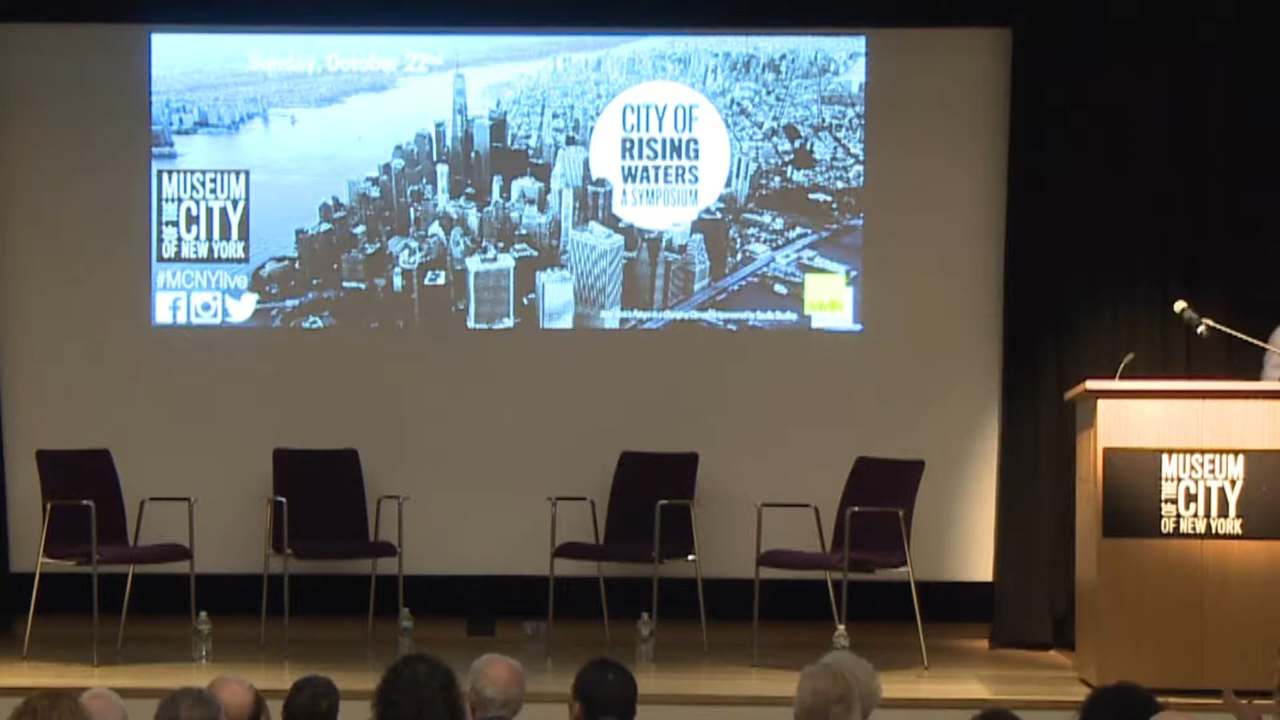 Sunday, October 22nd
CITY OF
RISING
WATERS
A SYMPOSIUM
MUSEUM
OF THE
CITY
OF NEW YORK
#MCNYlive
MUSEUM
OF THE
CITY
OF NEW YORK